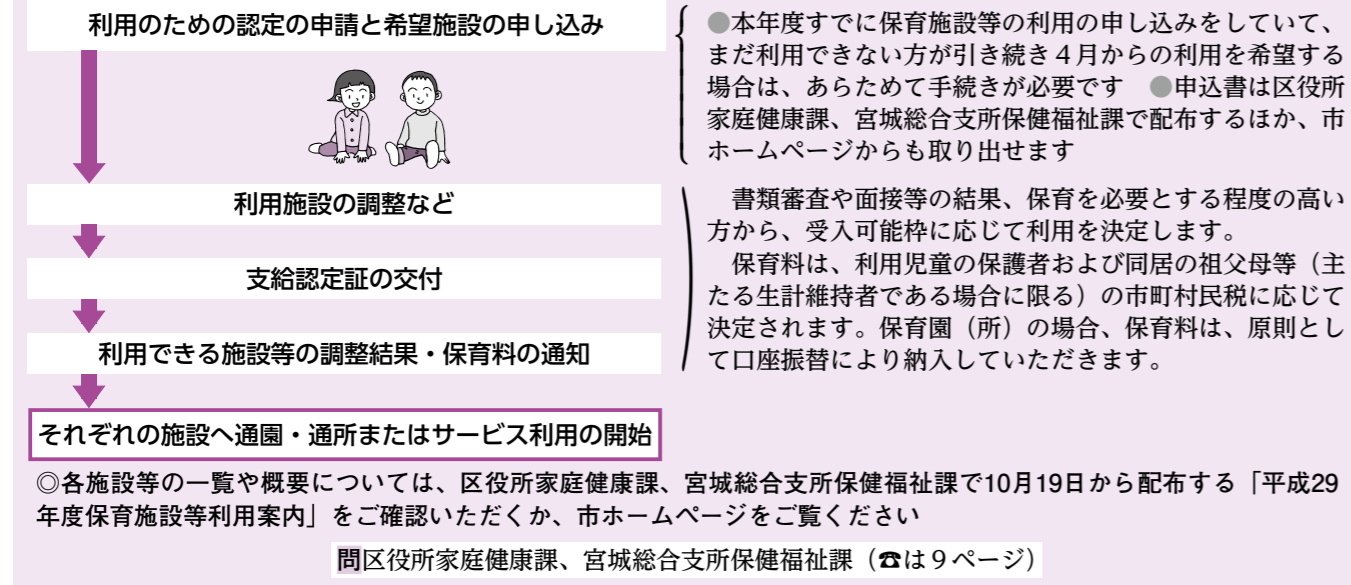 利用のための認定の申請と希望施設の申し込み
●本年度すでに保育施設等の利用の申し込みをしていて、
まだ利用できない方が引き続き４月からの利用を希望する
場合は、あらためて手続きが必要です　●申込書は区役所
家庭健康課、宮城総合支所保健福祉課で配布するほか、市
ホームページからも取り出せます
利用施設の調整など
支給認定証の交付
利用できる施設等の調整結果・保育料の通知
　書類審査や面接等の結果、保育を必要とする程度の高い
方から、受入可能枠に応じて利用を決定します。
　保育料は、利用児童の保護者および同居の祖父母等（主
たる生計維持者である場合に限る）の市町村民税に応じて
決定されます。保育園（所）の場合、保育料は、原則とし
て口座振替により納入していただきます。
それぞれの施設へ通園・通所またはサービス利用の開始
◎各施設等の一覧や概要については、区役所家庭健康課、宮城総合支所保健福祉課で10月19日から配布する「平成29
年度保育施設等利用案内」をご確認いただくか、市ホームページをご覧ください
問区役所家庭健康課、宮城総合支所保健福祉課（☎は９ページ）